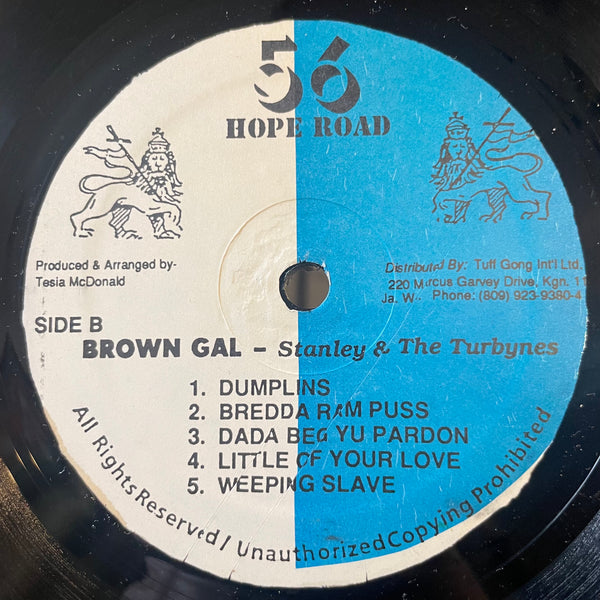 56
HOPE ROAD
Produced & Arranged by-
Tesia McDonald
Distributed By: Tuff Gong Int'l Ltd.
220 Marcus Garvey Drive, Kgn. 11
Ja. W. Phone: (809) 923-9380-4
SIDE B
BROWN GAL - Stanley & The Turbynes
1. DUMPLINS
2. BREDDA RAM PUSS
3. DADA BEG YU PARDON
4. LITTLE OF YOUR LOVE
5. WEEPING SLAVE
All Rights Reserved / Unauthorized Copying Prohibited